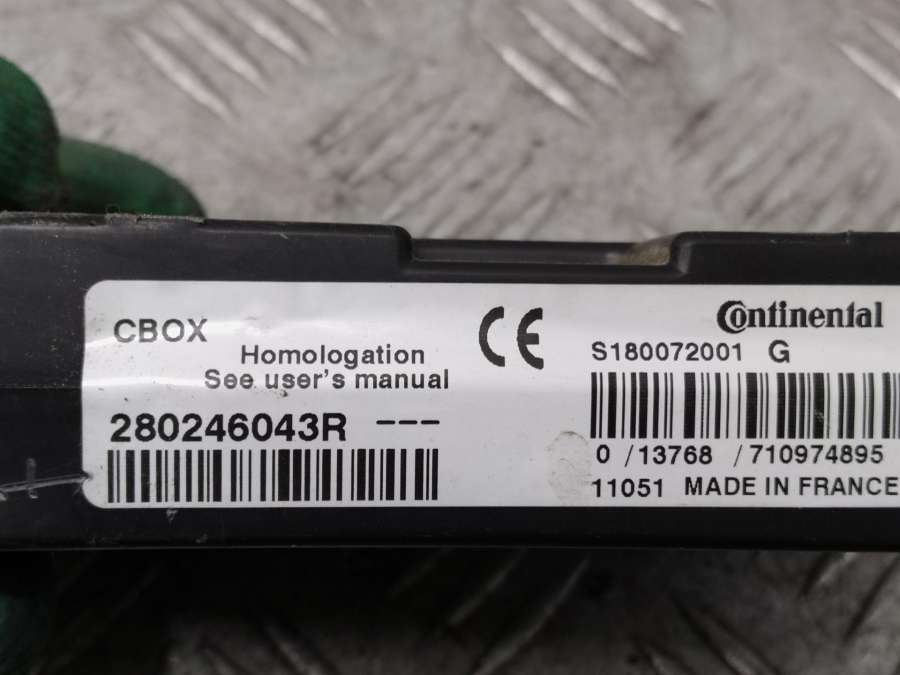 CBOX
Homologation
See user's manual
280246043R ---
CE
Continental
S180072001 G
0 /13768 /710974895
11051 MADE IN FRANCE